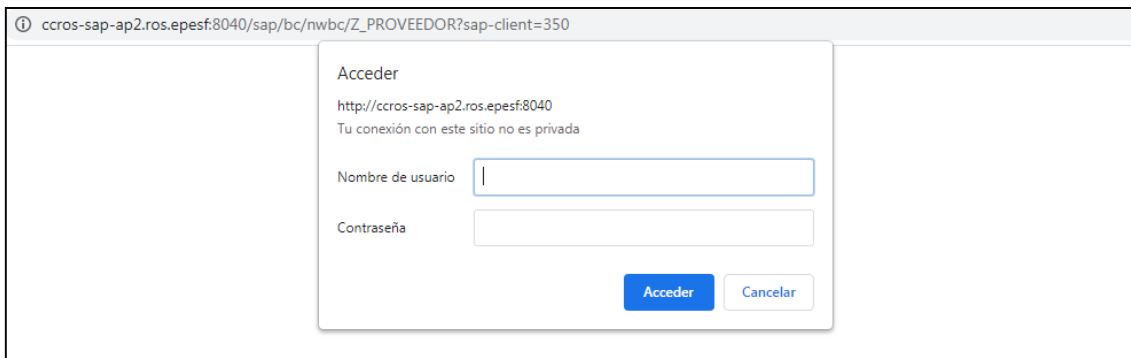 ccros-sap-ap2.ros.epesf:8040/sap/bc/nwbc/Z_PROVEEDOR?sap-client=350
Acceder
http://ccros-sap-ap2.ros.epesf:8040
Tu conexión con este sitio no es privada
Nombre de usuario
Contraseña
Acceder Cancelar